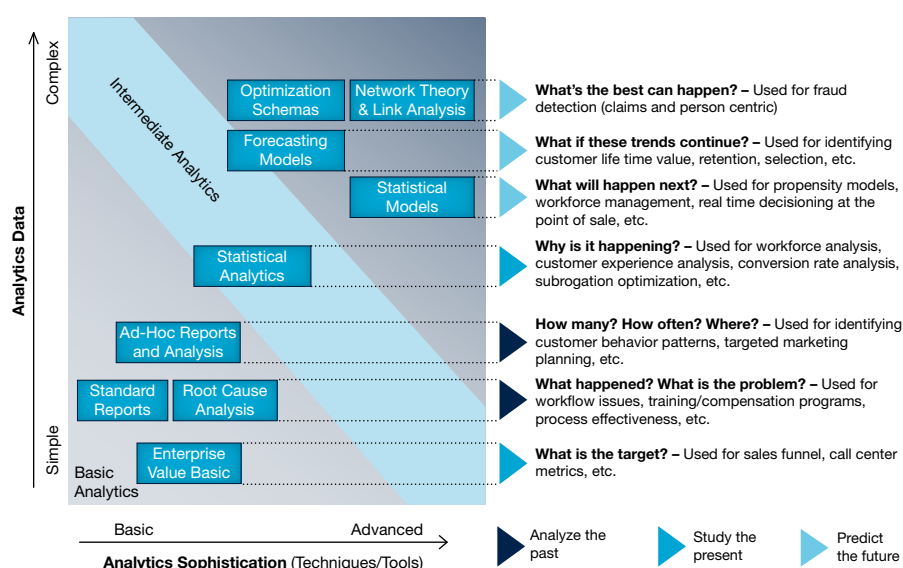 Complex
Analytics Data
Simple
Intermediate Analytics
Optimization
Schemas
Network Theory
& Link Analysis
What's the best can happen? – Used for fraud
detection (claims and person centric)
Forecasting
Models
What if these trends continue? – Used for identifying
customer life time value, retention, selection, etc.
Statistical
Models
What will happen next? – Used for propensity models,
workforce management, real time decisioning at the
point of sale, etc.
Statistical
Analytics
Why is it happening? – Used for workforce analysis,
customer experience analysis, conversion rate analysis,
subrogation optimization, etc.
Ad-Hoc Reports
and Analysis
How many? How often? Where? – Used for identifying
customer behavior patterns, targeted marketing
planning, etc.
Standard
Reports
Root Cause
Analysis
What happened? What is the problem? – Used for
workflow issues, training/compensation programs,
process effectiveness, etc.
Enterprise
Value Basic
What is the target? – Used for sales funnel, call center
metrics, etc.
Basic
Analytics
Basic
Advanced
Analytics Sophistication (Techniques/Tools)
Analyze the
past
Study the
present
Predict
the future